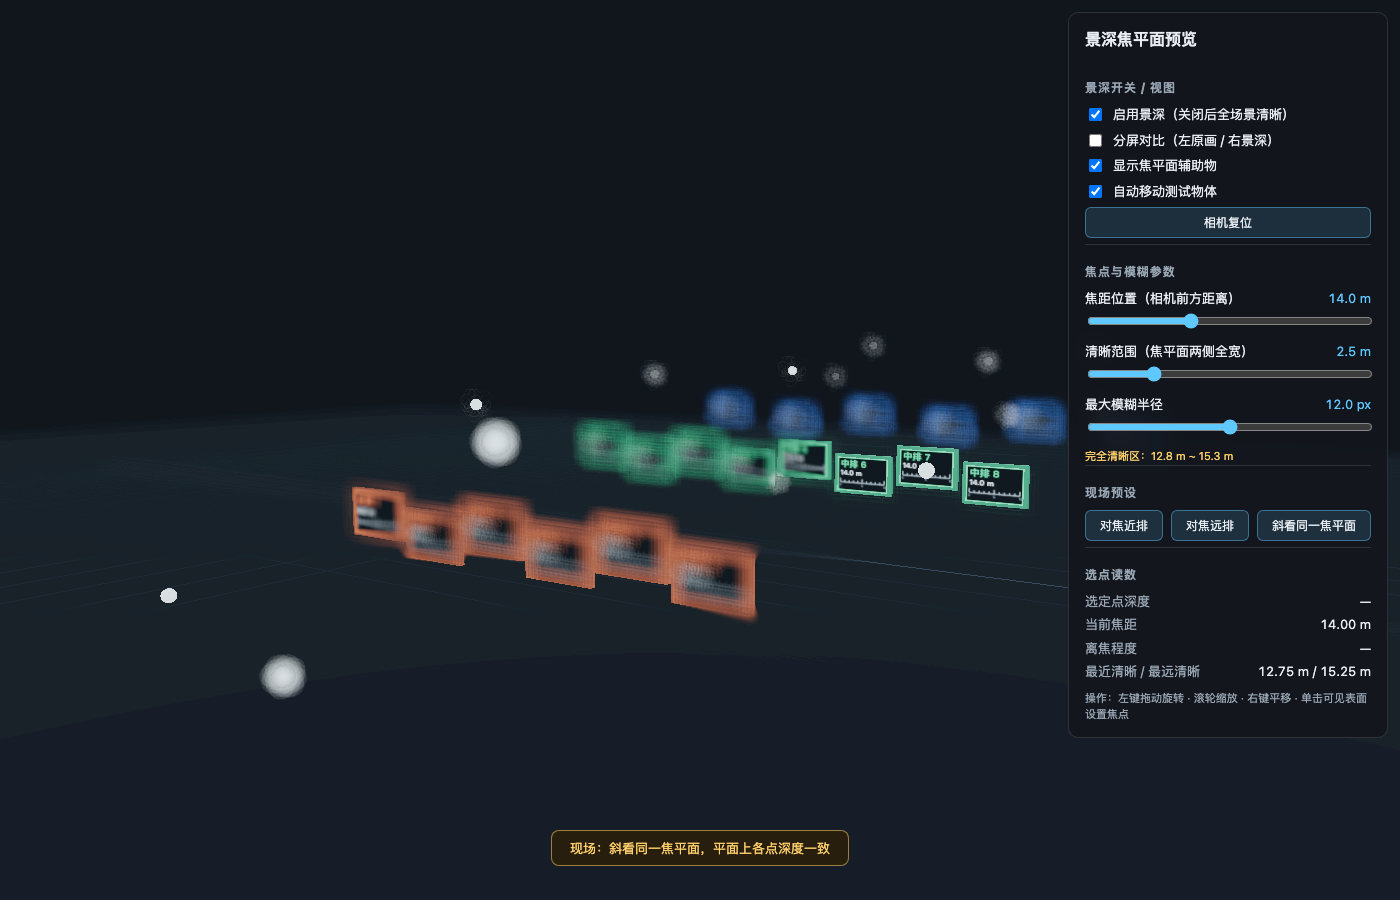 景深焦平面预览
景深开关 / 视图
启用景深（关闭后全场景清晰）
分屏对比（左原画 / 右景深）
显示焦平面辅助物
自动移动测试物体
相机复位
焦点与模糊参数
焦距位置（相机前方距离） 14.0 m
清晰范围（焦平面两侧全宽） 2.5 m
最大模糊半径 12.0 px
完全清晰区：12.8 m ~ 15.3 m
现场预设
对焦近排 对焦远排 斜看同一焦平面
选点读数
选定点深度 —
当前焦距 14.00 m
离焦程度 —
最近清晰 / 最远清晰 12.75 m / 15.25 m
操作：左键拖动旋转 · 滚轮缩放 · 右键平移 · 单击可见表面
设置焦点
中排 6
14.0 m
中排 7
14.0
中排 8
14.0 m
现场：斜看同一焦平面，平面上各点深度一致